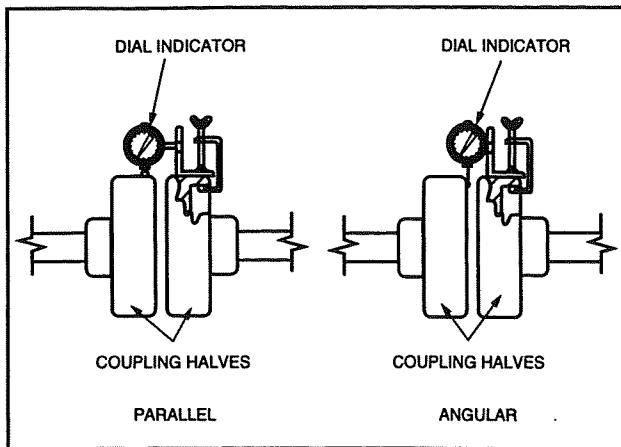 DIAL INDICATOR
DIAL INDICATOR
COUPLING HALVES
COUPLING HALVES
PARALLEL
ANGULAR